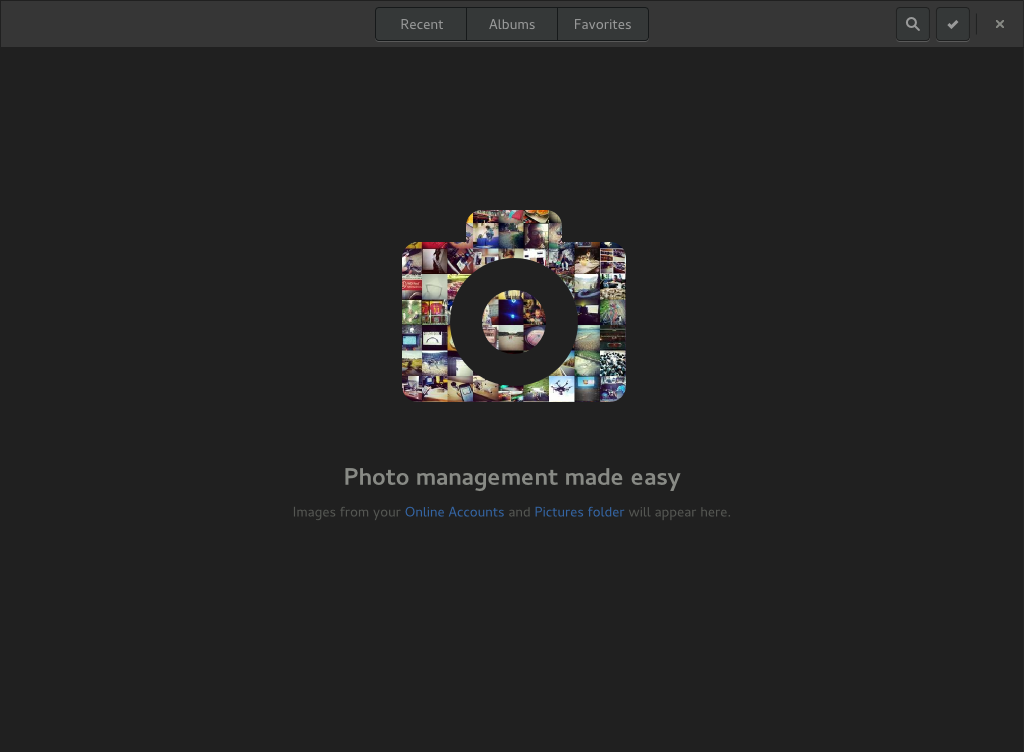 Recent Albums Favorites
Photo management made easy
Images from your Online Accounts and Pictures folder will appear here.